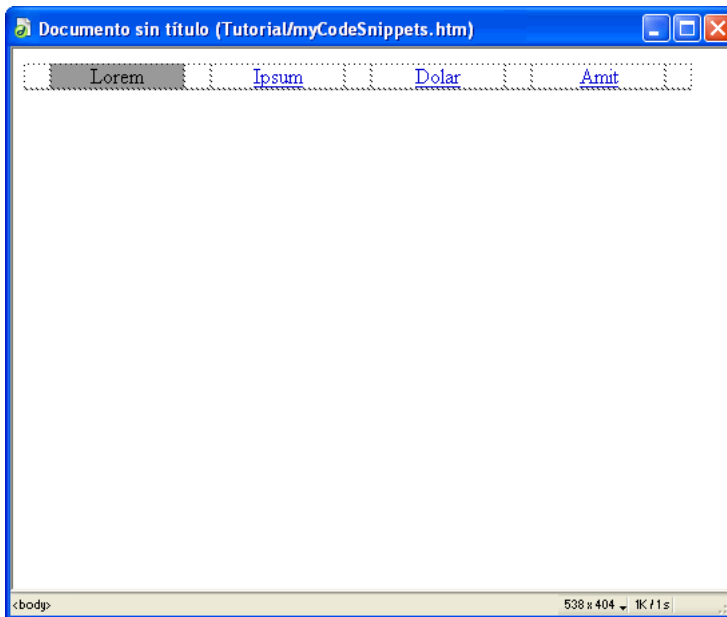 Documento sin título (Tutorial/myCodeSnippets.htm)
Lorem Ipsum Dolar Amit
<body> 538 x 404 1K / 1 s